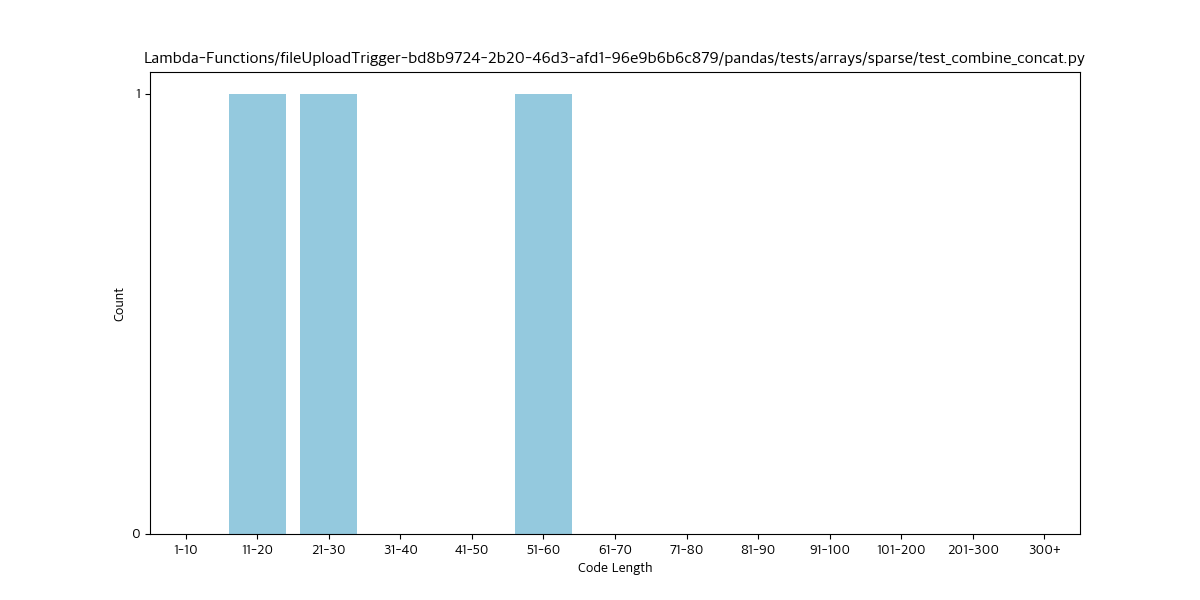 Lambda-Functions/fileUploadTrigger-bd8b9724-2b20-46d3-afd1-96e9b6b6c879/pandas/tests/arrays/sparse/test_combine_concat.py
1
Count
0
1-10 11-20 21-30 31-40 41-50 51-60 61-70 71-80 81-90 91-100 101-200 201-300 300+
Code Length